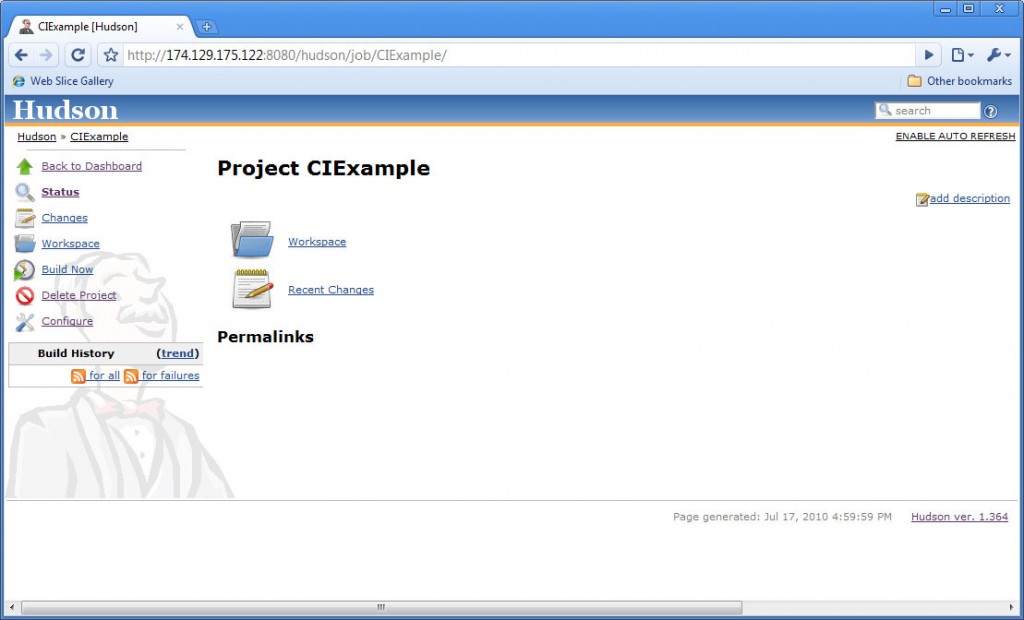 CIExample [Hudson]
http://174.129.175.122:8080/hudson/job/CIExample/
Web Slice Gallery
Other bookmarks
Hudson
search
Hudson » CIExample
ENABLE AUTO REFRESH
Back to Dashboard
Status
Changes
Workspace
Build Now
Delete Project
Configure
Build History (trend)
for all for failures
Project CIExample
add description
Workspace
Recent Changes
Permalinks
Page generated: Jul 17, 2010 4:59:59 PM Hudson ver. 1.364